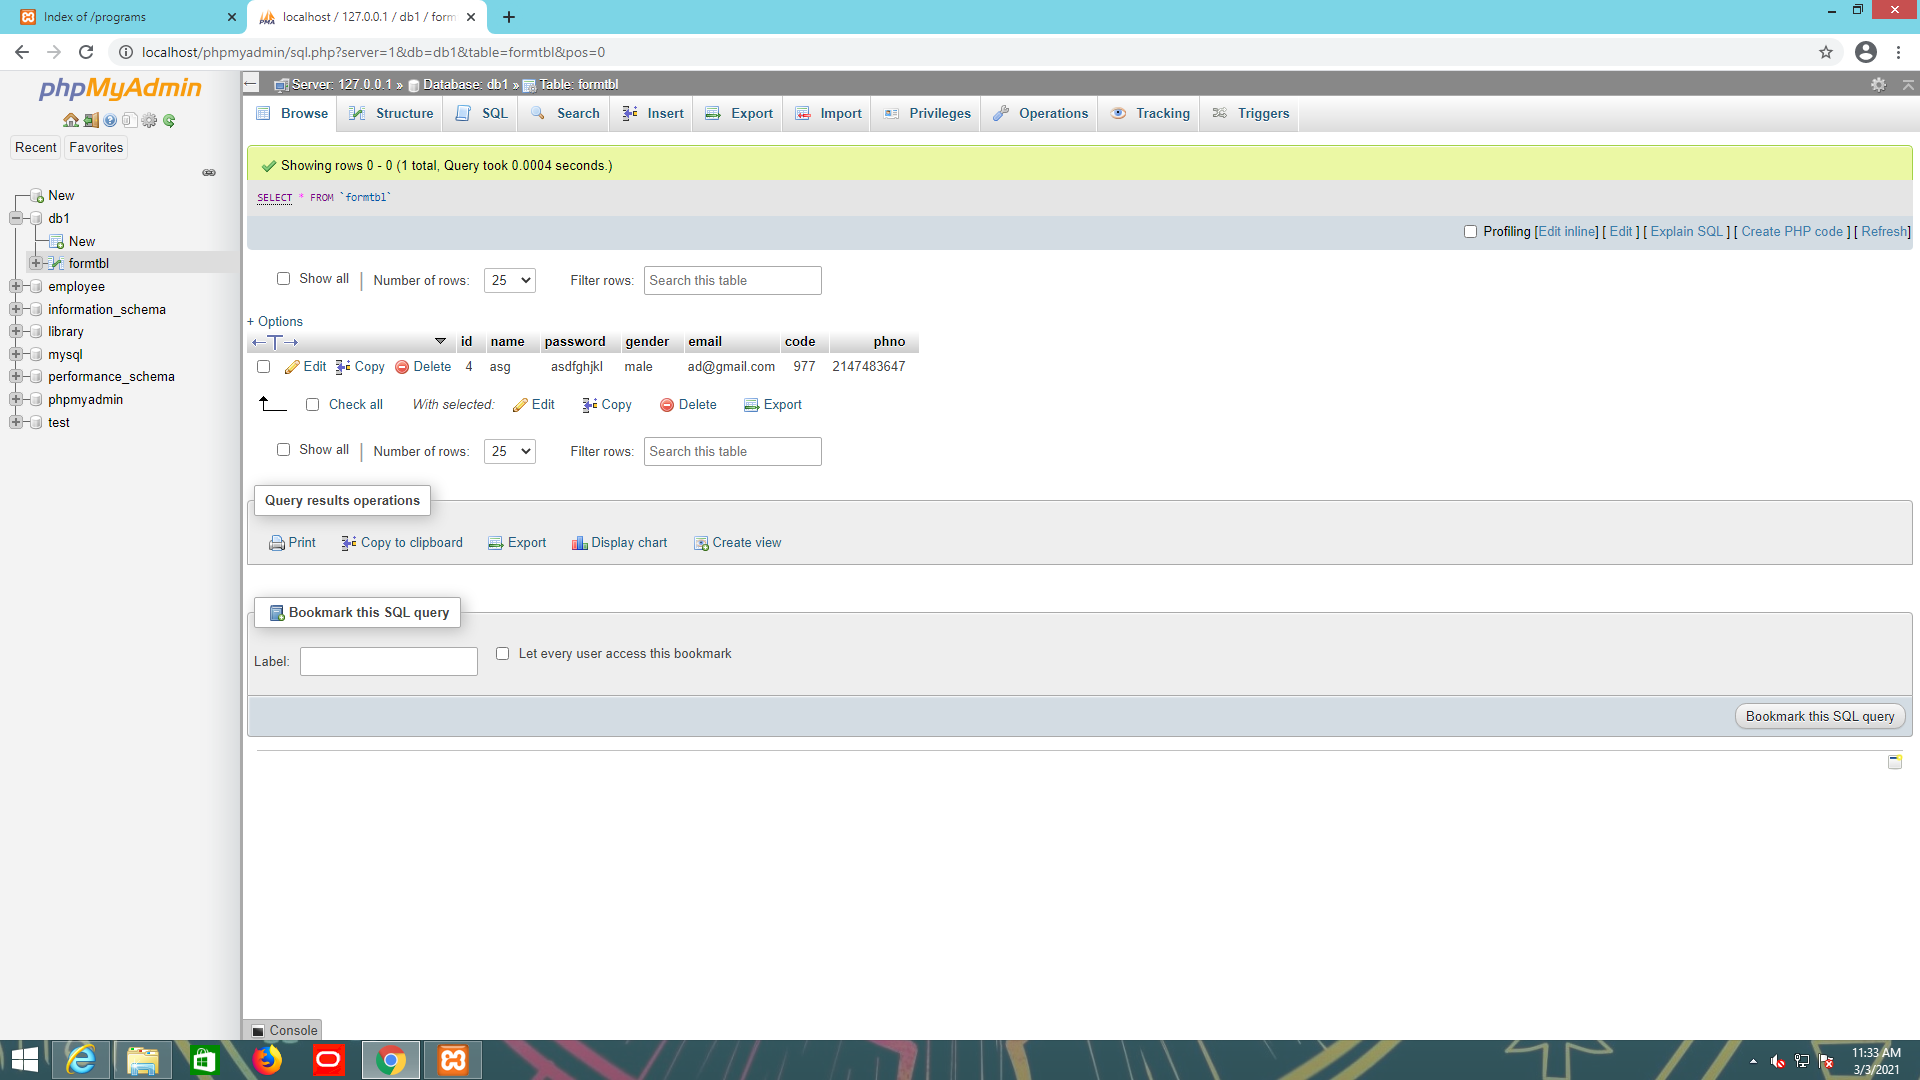 Index of /programs
localhost / 127.0.0.1 / db1 / form
localhost/phpmyadmin/sql.php?server=1&db=db1&table=formtbl&pos=0
phpMyAdmin
Server: 127.0.0.1 » Database: db1 » Table: formtbl
Browse Structure SQL Search Insert Export Import Privileges Operations Tracking Triggers
Recent Favorites
New
db1
New
formtbl
employee
information_schema
library
mysql
performance_schema
phpmyadmin
test
Showing rows 0 - 0 (1 total, Query took 0.0004 seconds.)
SELECT * FROM `formtbl`
Profiling [Edit inline] [ Edit ] [ Explain SQL ] [ Create PHP code ] [ Refresh]
Show all | Number of rows: 25 Filter rows: Search this table
+ Options
←T→ id name password gender email code phno
Edit Copy Delete 4 asg asdfghjkl male ad@gmail.com 977 2147483647
Check all With selected: Edit Copy Delete Export
Show all | Number of rows: 25 Filter rows: Search this table
Query results operations
Print Copy to clipboard Export Display chart Create view
Bookmark this SQL query
Label: Let every user access this bookmark
Bookmark this SQL query
Console
11:33 AM
3/3/2021